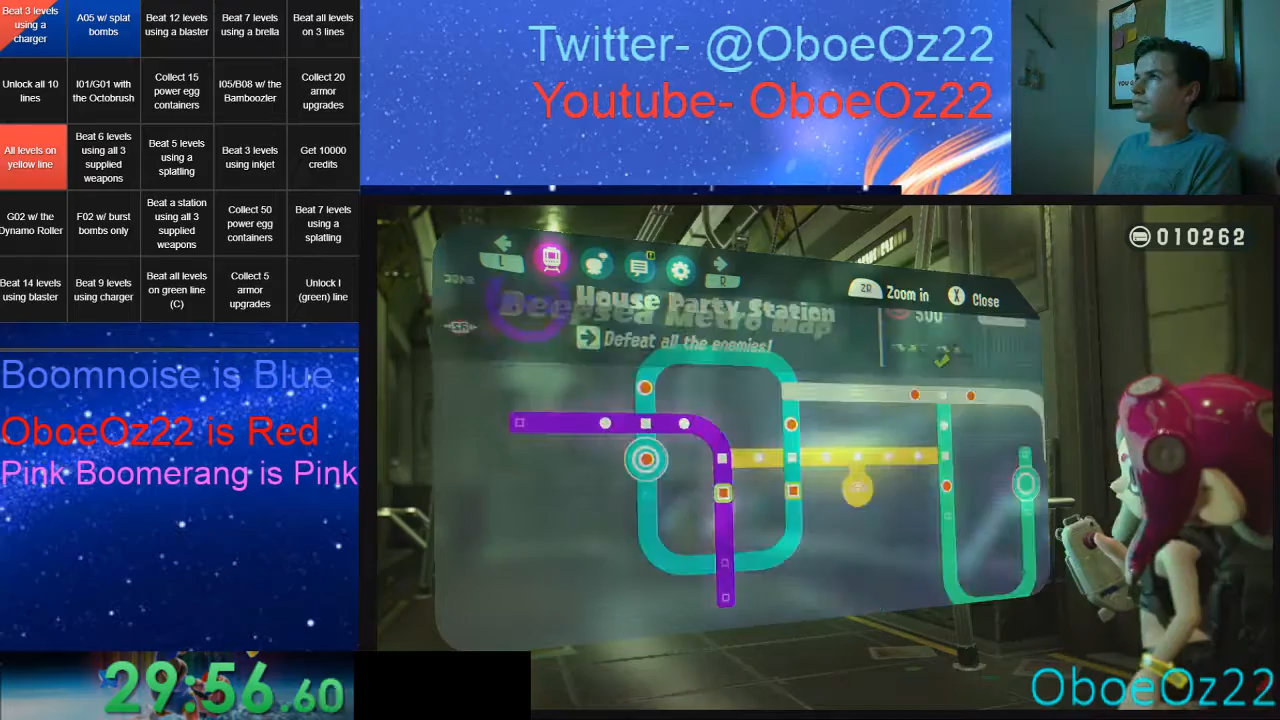 Beat 3 levels
using a
charger
A05 w/ splat
bombs
Beat 12 levels
using a blaster
Beat 7 levels
using a brella
Beat all levels
on 3 lines
Unlock all 10
lines
I01/G01 with
the Octobrush
Collect 15
power egg
containers
I05/B08 w/ the
Bamboozler
Collect 20
armor
upgrades
All levels on
yellow line
Beat 6 levels
using all 3
supplied
weapons
Beat 5 levels
using a
splatling
Beat 3 levels
using inkjet
Get 10000
credits
G02 w/ the
Dynamo Roller
F02 w/ burst
bombs only
Beat a station
using all 3
supplied
weapons
Collect 50
power egg
containers
Beat 7 levels
using a
splatling
Beat 14 levels
using blaster
Beat 9 levels
using charger
Beat all levels
on green line
(C)
Collect 5
armor
upgrades
Unlock I
(green) line
Boomnoise is Blue
OboeOz22 is Red
Pink Boomerang is Pink
29:56.60
Twitter- @OboeOz22
Youtube- OboeOz22
010262
L
R
ZR Zoom in
X Close
House Party Station
Deepsea Metro Map
500
Defeat all the enemies!
OboeOz22